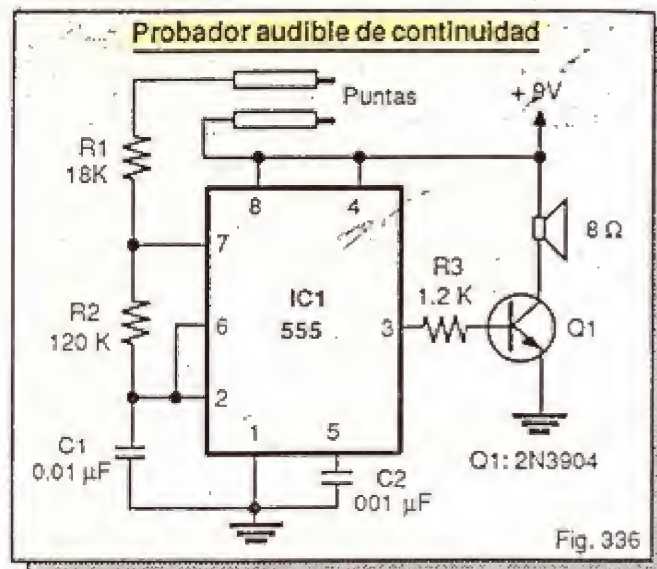 Probador audible de continuidad
Puntas
+ 9V
R1
18K
8
4
8 Ω
7
R3
1.2 K
IC1
555
R2
120 K
6
3
Q1
2
1
5
C1
0.01 µF
C2
001 µF
Q1: 2N3904
Fig. 336